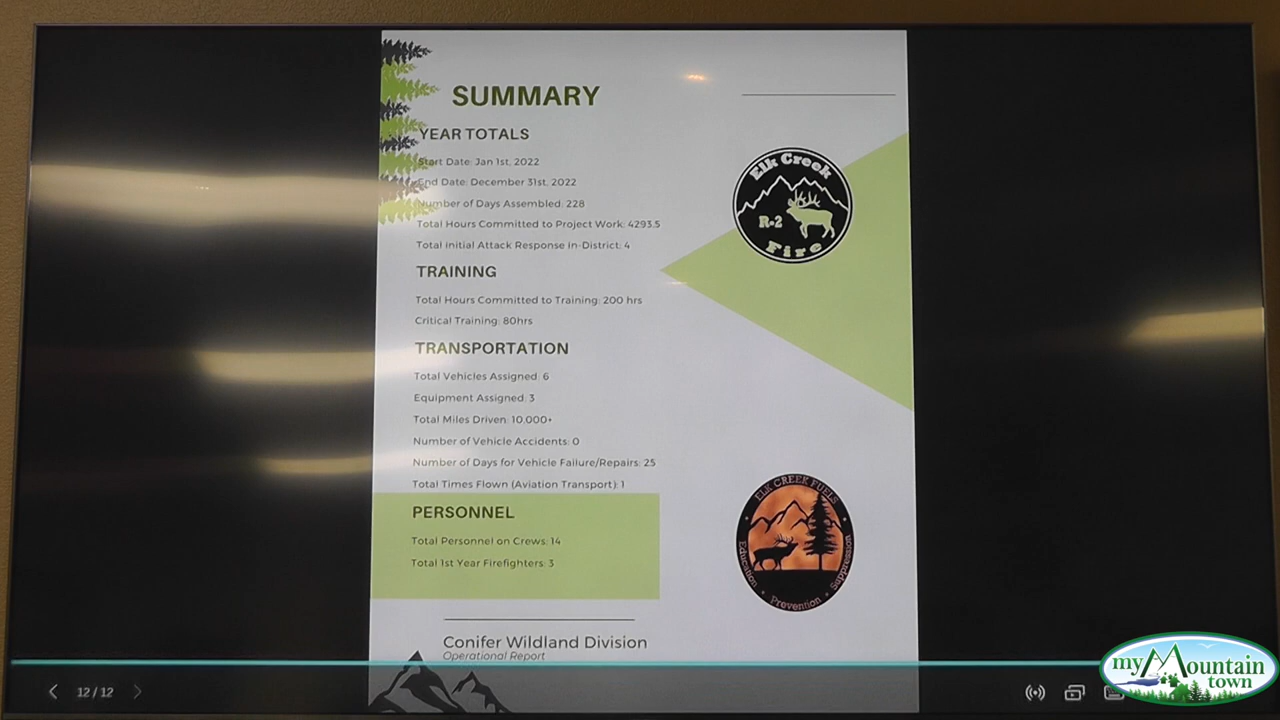 SUMMARY
YEAR TOTALS
Start Date: Jan 1st, 2022
End Date: December 31st, 2022
Number of Days Assembled: 228
Total Hours Committed to Project Work: 4293.5
Total Initial Attack Response In-District: 4
TRAINING
Total Hours Committed to Training: 200 hrs
Critical Training: 80hrs
TRANSPORTATION
Total Vehicles Assigned: 6
Equipment Assigned: 3
Total Miles Driven: 10,000+
Number of Vehicle Accidents: 0
Number of Days for Vehicle Failure/Repairs: 25
Total Times Flown (Aviation Transport): 1
PERSONNEL
Total Personnel on Crews: 14
Total 1st Year Firefighters: 3
Conifer Wildland Division
Operational Report
Elk Creek
R-2
Fire
ELK CREEK FUELS
Education • Prevention • Suppression
12 / 12
my Mountain
town